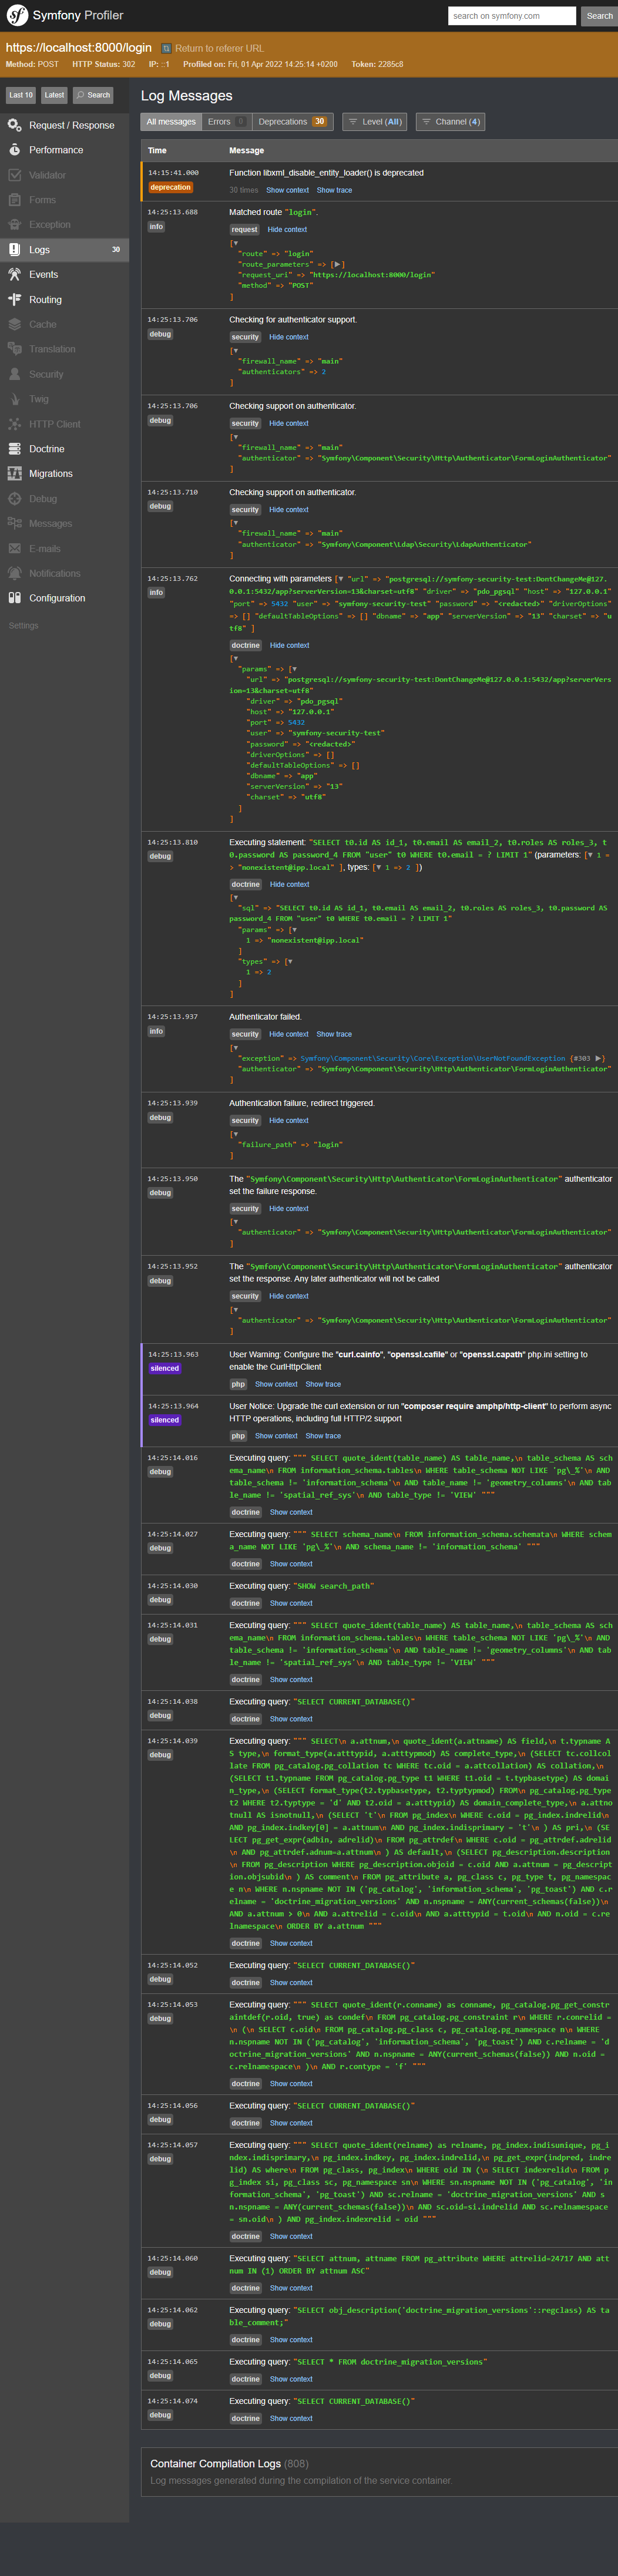 Symfony Profiler
search on symfony.com
Search
https://localhost:8000/login Return to referer URL
Method: POST HTTP Status: 302 IP: ::1 Profiled on: Fri, 01 Apr 2022 14:25:14 +0200 Token: 2285c8
Last 10 Latest Search
Request / Response
Performance
Validator
Forms
Exception
Logs 30
Events
Routing
Cache
Translation
Security
Twig
HTTP Client
Doctrine
Migrations
Debug
Messages
E-mails
Notifications
Configuration
Settings
Log Messages
All messages Errors 0 Deprecations 30 Level (All) Channel (4)
Time Message
14:15:41.000 Function libxml_disable_entity_loader() is deprecated
deprecation 30 times Show context Show trace
14:25:13.688 Matched route "login".
info request Hide context
[▼
"route" => "login"
"route_parameters" => [▶]
"request_uri" => "https://localhost:8000/login"
"method" => "POST"
]
14:25:13.706 Checking for authenticator support.
debug security Hide context
[▼
"firewall_name" => "main"
"authenticators" => 2
]
14:25:13.706 Checking support on authenticator.
debug security Hide context
[▼
"firewall_name" => "main"
"authenticator" => "Symfony\Component\Security\Http\Authenticator\FormLoginAuthenticator"
]
14:25:13.710 Checking support on authenticator.
debug security Hide context
[▼
"firewall_name" => "main"
"authenticator" => "Symfony\Component\Ldap\Security\LdapAuthenticator"
]
14:25:13.762 Connecting with parameters [▼ "url" => "postgresql://symfony-security-test:DontChangeMe@127.
info 0.0.1:5432/app?serverVersion=13&charset=utf8" "driver" => "pdo_pgsql" "host" => "127.0.0.1"
"port" => 5432 "user" => "symfony-security-test" "password" => "<redacted>" "driverOptions"
=> [] "defaultTableOptions" => [] "dbname" => "app" "serverVersion" => "13" "charset" => "u
tf8" ]
doctrine Hide context
[▼
"params" => [▼
"url" => "postgresql://symfony-security-test:DontChangeMe@127.0.0.1:5432/app?serverVers
ion=13&charset=utf8"
"driver" => "pdo_pgsql"
"host" => "127.0.0.1"
"port" => 5432
"user" => "symfony-security-test"
"password" => "<redacted>"
"driverOptions" => []
"defaultTableOptions" => []
"dbname" => "app"
"serverVersion" => "13"
"charset" => "utf8"
]
]
14:25:13.810 Executing statement: "SELECT t0.id AS id_1, t0.email AS email_2, t0.roles AS roles_3, t
debug 0.password AS password_4 FROM "user" t0 WHERE t0.email = ? LIMIT 1" (parameters: [▼ 1 =
> "nonexistent@ipp.local" ], types: [▼ 1 => 2 ])
doctrine Hide context
[▼
"sql" => "SELECT t0.id AS id_1, t0.email AS email_2, t0.roles AS roles_3, t0.password AS
password_4 FROM "user" t0 WHERE t0.email = ? LIMIT 1"
"params" => [▼
1 => "nonexistent@ipp.local"
]
"types" => [▼
1 => 2
]
]
14:25:13.937 Authenticator failed.
info security Hide context Show trace
[▼
"exception" => Symfony\Component\Security\Core\Exception\UserNotFoundException {#303 ▶}
"authenticator" => "Symfony\Component\Security\Http\Authenticator\FormLoginAuthenticator"
]
14:25:13.939 Authentication failure, redirect triggered.
debug security Hide context
[▼
"failure_path" => "login"
]
14:25:13.950 The "Symfony\Component\Security\Http\Authenticator\FormLoginAuthenticator" authenticator
debug set the failure response.
security Hide context
[▼
"authenticator" => "Symfony\Component\Security\Http\Authenticator\FormLoginAuthenticator"
]
14:25:13.952 The "Symfony\Component\Security\Http\Authenticator\FormLoginAuthenticator" authenticator
debug set the response. Any later authenticator will not be called
security Hide context
[▼
"authenticator" => "Symfony\Component\Security\Http\Authenticator\FormLoginAuthenticator"
]
14:25:13.963 User Warning: Configure the "curl.cainfo", "openssl.cafile" or "openssl.capath" php.ini setting to
silenced enable the CurlHttpClient
php Show context Show trace
14:25:13.964 User Notice: Upgrade the curl extension or run "composer require amphp/http-client" to perform async
silenced HTTP operations, including full HTTP/2 support
php Show context Show trace
14:25:14.016 Executing query: """ SELECT quote_ident(table_name) AS table_name,\n table_schema AS sch
debug ema_name\n FROM information_schema.tables\n WHERE table_schema NOT LIKE 'pg\_%'\n AND
table_schema != 'information_schema'\n AND table_name != 'geometry_columns'\n AND tab
le_name != 'spatial_ref_sys'\n AND table_type != 'VIEW' """
doctrine Show context
14:25:14.027 Executing query: """ SELECT schema_name\n FROM information_schema.schemata\n WHERE schem
debug a_name NOT LIKE 'pg\_%'\n AND schema_name != 'information_schema' """
doctrine Show context
14:25:14.030 Executing query: "SHOW search_path"
debug doctrine Show context
14:25:14.031 Executing query: """ SELECT quote_ident(table_name) AS table_name,\n table_schema AS sch
debug ema_name\n FROM information_schema.tables\n WHERE table_schema NOT LIKE 'pg\_%'\n AND
table_schema != 'information_schema'\n AND table_name != 'geometry_columns'\n AND tab
le_name != 'spatial_ref_sys'\n AND table_type != 'VIEW' """
doctrine Show context
14:25:14.038 Executing query: "SELECT CURRENT_DATABASE()"
debug doctrine Show context
14:25:14.039 Executing query: """ SELECT\n a.attnum,\n quote_ident(a.attname) AS field,\n t.typname A
debug S type,\n format_type(a.atttypid, a.atttypmod) AS complete_type,\n (SELECT tc.collcol
late FROM pg_catalog.pg_collation tc WHERE tc.oid = a.attcollation) AS collation,\n
(SELECT t1.typname FROM pg_catalog.pg_type t1 WHERE t1.oid = t.typbasetype) AS domai
n_type,\n (SELECT format_type(t2.typbasetype, t2.typtypmod) FROM\n pg_catalog.pg_type
t2 WHERE t2.typtype = 'd' AND t2.oid = a.atttypid) AS domain_complete_type,\n a.attno
tnull AS isnotnull,\n (SELECT 't'\n FROM pg_index\n WHERE c.oid = pg_index.indrelid\n
AND pg_index.indkey[0] = a.attnum\n AND pg_index.indisprimary = 't'\n ) AS pri,\n (SE
LECT pg_get_expr(adbin, adrelid)\n FROM pg_attrdef\n WHERE c.oid = pg_attrdef.adrelid
\n AND pg_attrdef.adnum=a.attnum\n ) AS default,\n (SELECT pg_description.description
\n FROM pg_description WHERE pg_description.objoid = c.oid AND a.attnum = pg_descript
ion.objsubid\n ) AS comment\n FROM pg_attribute a, pg_class c, pg_type t, pg_namespac
e n\n WHERE n.nspname NOT IN ('pg_catalog', 'information_schema', 'pg_toast') AND c.r
elname = 'doctrine_migration_versions' AND n.nspname = ANY(current_schemas(false))\n
AND a.attnum > 0\n AND a.attrelid = c.oid\n AND a.atttypid = t.oid\n AND n.oid = c.re
lnamespace\n ORDER BY a.attnum """
doctrine Show context
14:25:14.052 Executing query: "SELECT CURRENT_DATABASE()"
debug doctrine Show context
14:25:14.053 Executing query: """ SELECT quote_ident(r.conname) as conname, pg_catalog.pg_get_constr
debug aintdef(r.oid, true) as condef\n FROM pg_catalog.pg_constraint r\n WHERE r.conrelid =
\n (\n SELECT c.oid\n FROM pg_catalog.pg_class c, pg_catalog.pg_namespace n\n WHERE
n.nspname NOT IN ('pg_catalog', 'information_schema', 'pg_toast') AND c.relname = 'd
octrine_migration_versions' AND n.nspname = ANY(current_schemas(false)) AND n.oid =
c.relnamespace\n )\n AND r.contype = 'f' """
doctrine Show context
14:25:14.056 Executing query: "SELECT CURRENT_DATABASE()"
debug doctrine Show context
14:25:14.057 Executing query: """ SELECT quote_ident(relname) as relname, pg_index.indisunique, pg_i
debug ndex.indisprimary,\n pg_index.indkey, pg_index.indrelid,\n pg_get_expr(indpred, indre
lid) AS where\n FROM pg_class, pg_index\n WHERE oid IN (\n SELECT indexrelid\n FROM p
g_index si, pg_class sc, pg_namespace sn\n WHERE sn.nspname NOT IN ('pg_catalog', 'in
formation_schema', 'pg_toast') AND sc.relname = 'doctrine_migration_versions' AND s
n.nspname = ANY(current_schemas(false))\n AND sc.oid=si.indrelid AND sc.relnamespace
= sn.oid\n ) AND pg_index.indexrelid = oid """
doctrine Show context
14:25:14.060 Executing query: "SELECT attnum, attname FROM pg_attribute WHERE attrelid=24717 AND att
debug num IN (1) ORDER BY attnum ASC"
doctrine Show context
14:25:14.062 Executing query: "SELECT obj_description('doctrine_migration_versions'::regclass) AS ta
debug ble_comment;"
doctrine Show context
14:25:14.065 Executing query: "SELECT * FROM doctrine_migration_versions"
debug doctrine Show context
14:25:14.074 Executing query: "SELECT CURRENT_DATABASE()"
debug doctrine Show context
Container Compilation Logs (808)
Log messages generated during the compilation of the service container.